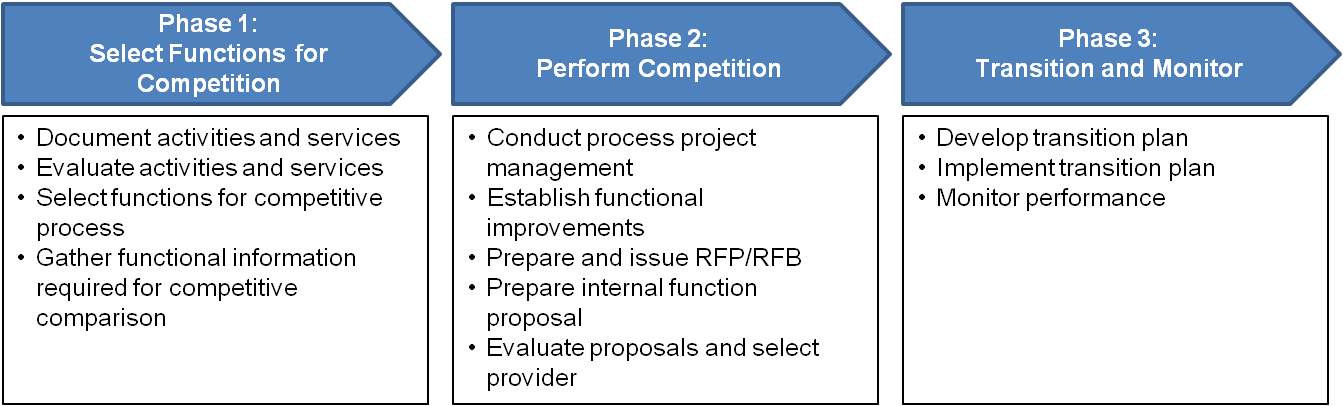 Phase 1:
Select Functions for
Competition
• Document activities and services
• Evaluate activities and services
• Select functions for competitive
process
• Gather functional information
required for competitive
comparison
Phase 2:
Perform Competition
• Conduct process project
management
• Establish functional
improvements
• Prepare and issue RFP/RFB
• Prepare internal function
proposal
• Evaluate proposals and select
provider
Phase 3:
Transition and Monitor
• Develop transition plan
• Implement transition plan
• Monitor performance